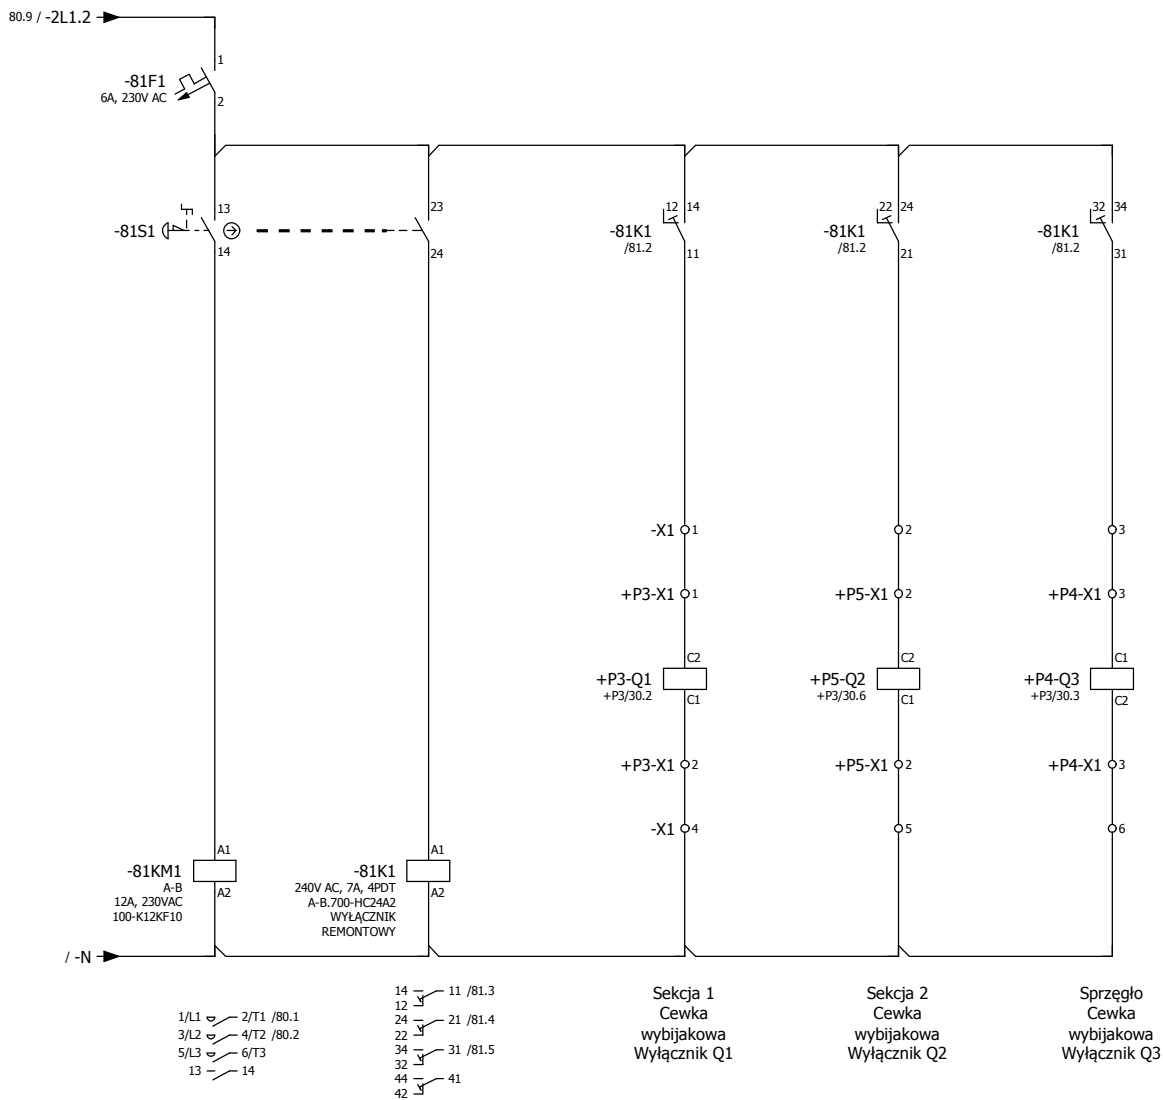 80.9 / -2L1.2
1
-81F1
6A, 230V AC
2
13
-81S1
14
23
24
12 14
-81K1
/81.2
11
22 24
-81K1
/81.2
21
32 34
-81K1
/81.2
31
-X1 1
2
3
+P3-X1 1
+P5-X1 2
+P4-X1 3
C2
+P3-Q1
+P3/30.2
C1
C2
+P5-Q2
+P3/30.6
C1
C1
+P4-Q3
+P3/30.3
C2
+P3-X1 2
+P5-X1 2
+P4-X1 3
-X1 4
5
6
A1
-81KM1
A-B
12A, 230VAC
100-K12KF10
A2
A1
-81K1
240V AC, 7A, 4PDT
A-B.700-HC24A2
WYŁĄCZNIK
REMONTOWY
A2
/ -N
1/L1 2/T1 /80.1
3/L2 4/T2 /80.2
5/L3 6/T3
13 14
14 11 /81.3
12
24 21 /81.4
22
34 31 /81.5
32
44 41
42
Sekcja 1
Cewka
wybijakowa
Wyłącznik Q1
Sekcja 2
Cewka
wybijakowa
Wyłącznik Q2
Sprzęgło
Cewka
wybijakowa
Wyłącznik Q3